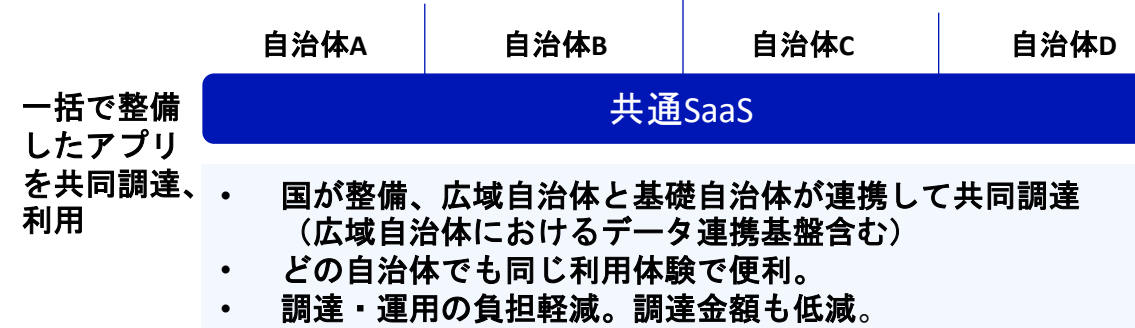 自治体A 自治体B 自治体C 自治体D
共通SaaS
一括で整備
したアプリ
を共同調達、
利用
• 国が整備、広域自治体と基礎自治体が連携して共同調達
（広域自治体におけるデータ連携基盤含む）
• どの自治体でも同じ利用体験で便利。
• 調達・運用の負担軽減。調達金額も低減。